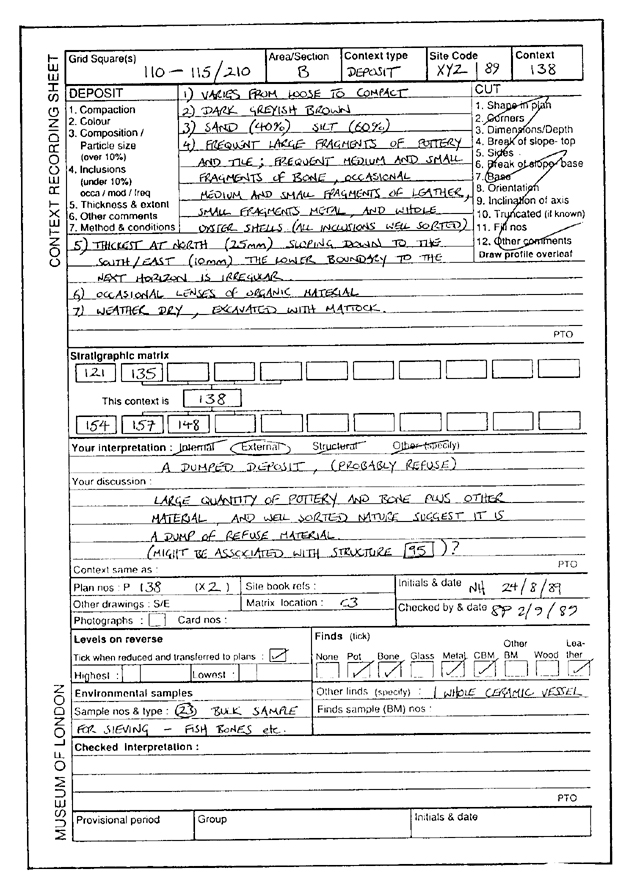 CONTEXT RECORDING SHEET
Grid Square(s) 110 - 115/210
Area/Section B
Context type DEPOSIT
Site Code XYZ 89
Context 138
DEPOSIT
1. Compaction
2. Colour
3. Composition /
Particle size
(over 10%)
4. Inclusions
(under 10%)
occa / mod / freq
5. Thickness & extent
6. Other comments
7. Method & conditions
1) VARIES FROM LOOSE TO COMPACT
2) DARK GREYISH BROWN
3) SAND (40%) SILT (60%)
4) FREQUENT LARGE FRAGMENTS OF POTTERY
AND TILE; FREQUENT MEDIUM AND SMALL
FRAGMENTS OF BONE, OCCASIONAL
MEDIUM AND SMALL FRAGMENTS OF LEATHER,
SMALL FRAGMENTS METAL, AND WHOLE
OYSTER SHELLS (ALL INCLUSIONS WELL SORTED)
5) THICKEST AT NORTH (25mm) SLOPING DOWN TO THE
SOUTH/EAST (10mm) THE LOWER BOUNDARY TO THE
NEXT HORIZON IS IRREGULAR.
6) OCCASIONAL LENSES OF ORGANIC MATERIAL
7) WEATHER DRY, EXCAVATED WITH MATTOCK.
CUT
1. Shape in plan
2. Corners
3. Dimensions/Depth
4. Break of slope- top
5. Sides
6. Break of slope- base
7. Base
8. Orientation
9. Inclination of axis
10. Truncated (if known)
11. Fill nos
12. Other comments
Draw profile overleaf
PTO
Stratigraphic matrix
121 135
This context is 138
154 157 148
Your interpretation : Internal External Structural Other (specify)
A DUMPED DEPOSIT, (PROBABLY REFUSE)
Your discussion :
LARGE QUANTITY OF POTTERY AND BONE PLUS OTHER
MATERIAL, AND WELL SORTED NATURE SUGGEST IT IS
A DUMP OF REFUSE MATERIAL.
(MIGHT BE ASSOCIATED WITH STRUCTURE 95 )?
Context same as :
PTO
Plan nos : P 138 (X2)
Site book refs :
Initials & date NH 24/8/89
Other drawings : S/E
Matrix location : C3
Checked by & date SP 2/9/89
Photographs : Card nos :
Levels on reverse
Tick when reduced and transferred to plans :
Highest : Lowest :
Finds (tick)
None Pot Bone Glass Metal CBM Other BM Wood Lea-ther
Other finds (specify) : 1 WHOLE CERAMIC VESSEL
Environmental samples
Sample nos & type : (23) BULK SAMPLE
FOR SIEVING - FISH BONES etc.
Finds sample (BM) nos :
Checked Interpretation :
PTO
Provisional period
Group
Initials & date
MUSEUM OF LONDON